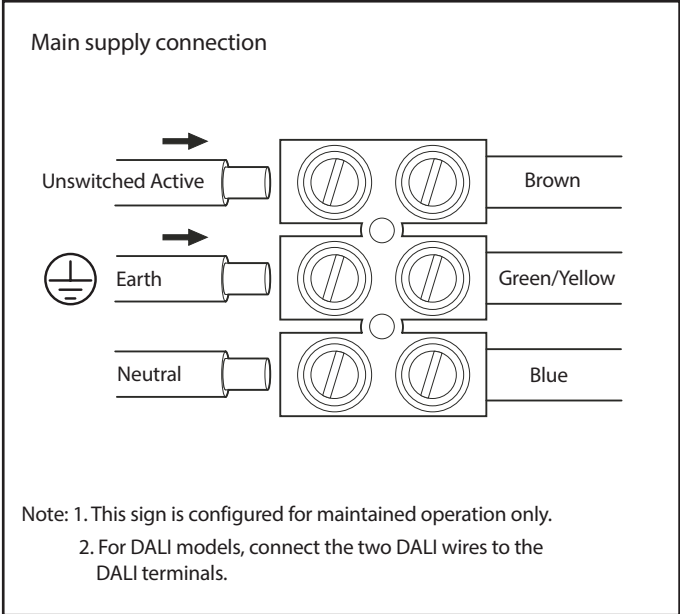 Main supply connection
Unswitched Active
Brown
Earth
Green/Yellow
Neutral
Blue
Note: 1. This sign is configured for maintained operation only.
2. For DALI models, connect the two DALI wires to the
DALI terminals.